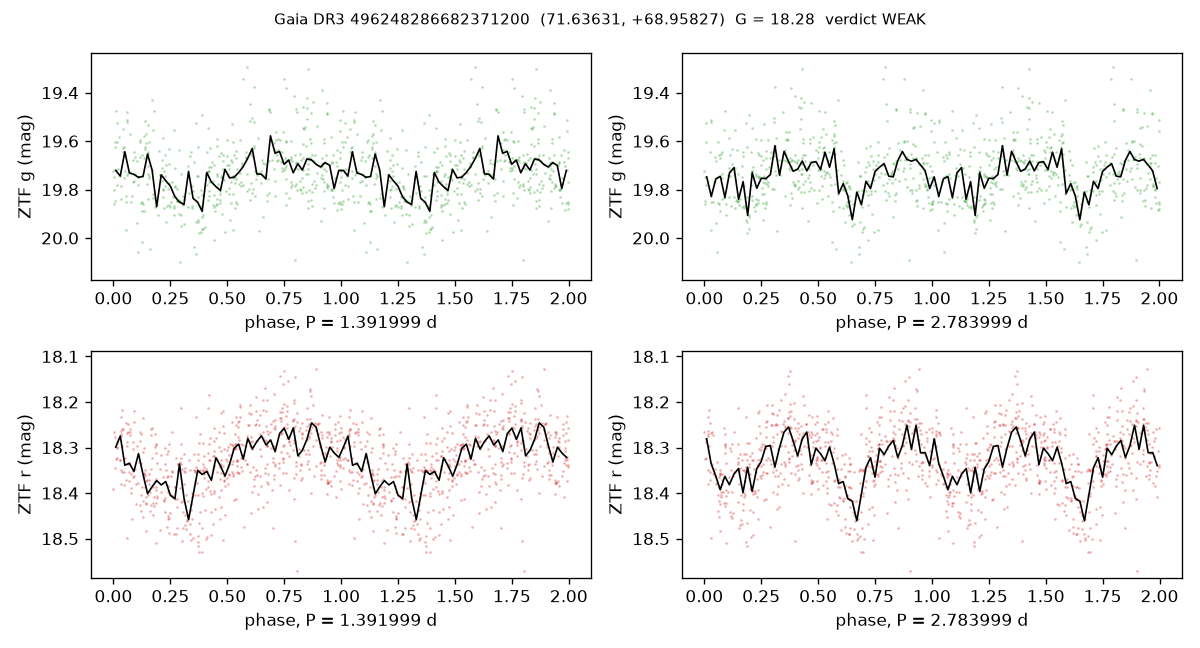 Gaia DR3 496248286682371200 (71.63631, +68.95827) G = 18.28 verdict WEAK
ZTF g (mag)
19.4
19.6
19.8
20.0
0.00 0.25 0.50 0.75 1.00 1.25 1.50 1.75 2.00
phase, P = 1.391999 d
ZTF g (mag)
19.4
19.6
19.8
20.0
0.00 0.25 0.50 0.75 1.00 1.25 1.50 1.75 2.00
phase, P = 2.783999 d
ZTF r (mag)
18.1
18.2
18.3
18.4
18.5
0.00 0.25 0.50 0.75 1.00 1.25 1.50 1.75 2.00
phase, P = 1.391999 d
ZTF r (mag)
18.1
18.2
18.3
18.4
18.5
0.00 0.25 0.50 0.75 1.00 1.25 1.50 1.75 2.00
phase, P = 2.783999 d